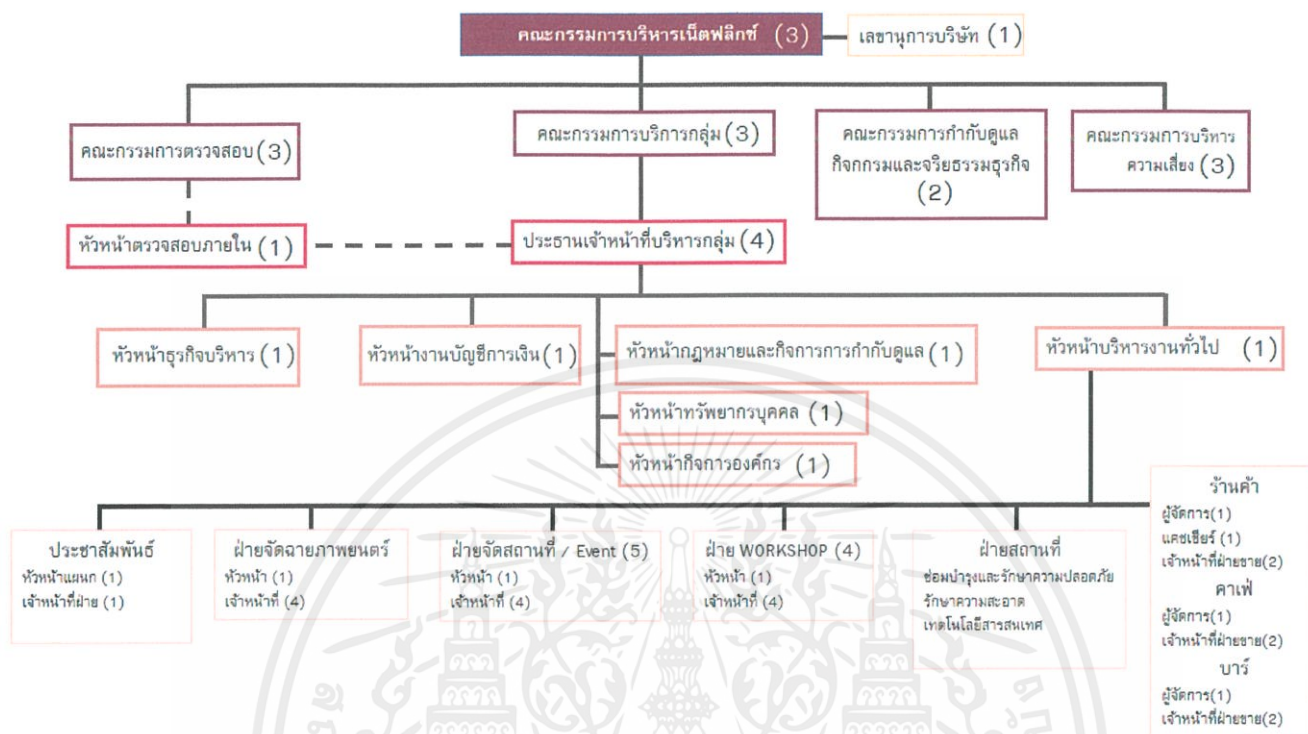 คณะกรรมการบริหารเน็ตฟลิกซ์ (3)
เลขานุการบริษัท (1)
คณะกรรมการตรวจสอบ (3)
คณะกรรมการบริการกลุ่ม (3)
คณะกรรมการกำกับดูแล
กิจกกรมและจริยธรรมธุรกิจ
(2)
คณะกรรมการบริหาร
ความเสี่ยง (3)
หัวหน้าตรวจสอบภายใน (1)
ประธานเจ้าหน้าที่บริหารกลุ่ม (4)
หัวหน้าธุรกิจบริหาร (1)
หัวหน้างานบัญชีการเงิน (1)
หัวหน้ากฎหมายและกิจการการกำกับดูแล (1)
หัวหน้าบริหารงานทั่วไป (1)
หัวหน้าทรัพยากรบุคคล (1)
หัวหน้ากิจการองค์กร (1)
ประชาสัมพันธ์
หัวหน้าแผนก (1)
เจ้าหน้าที่ฝ่าย (1)
ฝ่ายจัดฉายภาพยนตร์
หัวหน้า (1)
เจ้าหน้าที่ (4)
ฝ่ายจัดสถานที่ / Event (5)
หัวหน้า (1)
เจ้าหน้าที่ (4)
ฝ่าย WORKSHOP (4)
หัวหน้า (1)
เจ้าหน้าที่ (4)
ฝ่ายสถานที่
ซ่อมบำรุงและรักษาความปลอดภัย
รักษาความสะอาด
เทคโนโลยีสารสนเทศ
ร้านค้า
ผู้จัดการ(1)
แคชเชียร์ (1)
เจ้าหน้าที่ฝ่ายขาย(2)
คาเฟ่
ผู้จัดการ(1)
เจ้าหน้าที่ฝ่ายขาย(2)
บาร์
ผู้จัดการ(1)
เจ้าหน้าที่ฝ่ายขาย(2)